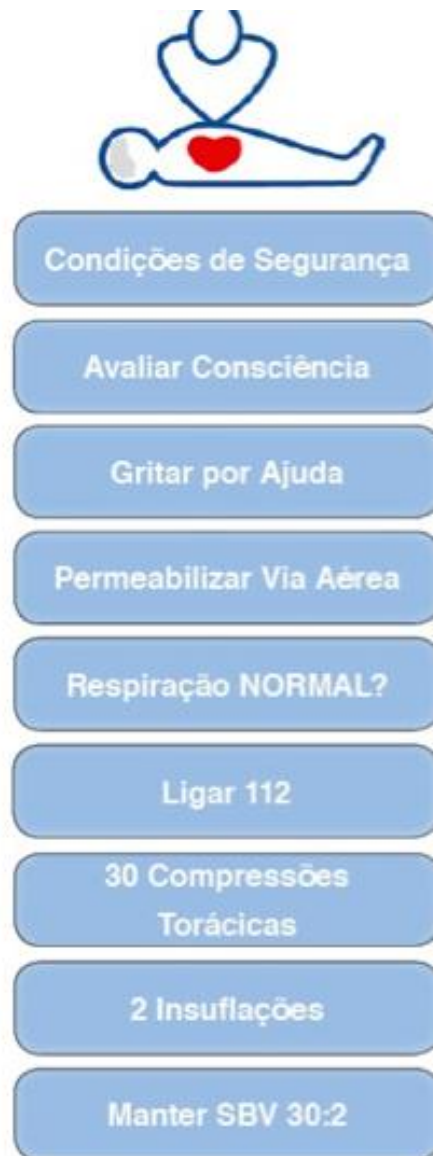 Condições de Segurança
Avaliar Consciência
Gritar por Ajuda
Permeabilizar Via Aérea
Respiração NORMAL?
Ligar 112
30 Compressões
Torácicas
2 Insuflações
Manter SBV 30:2